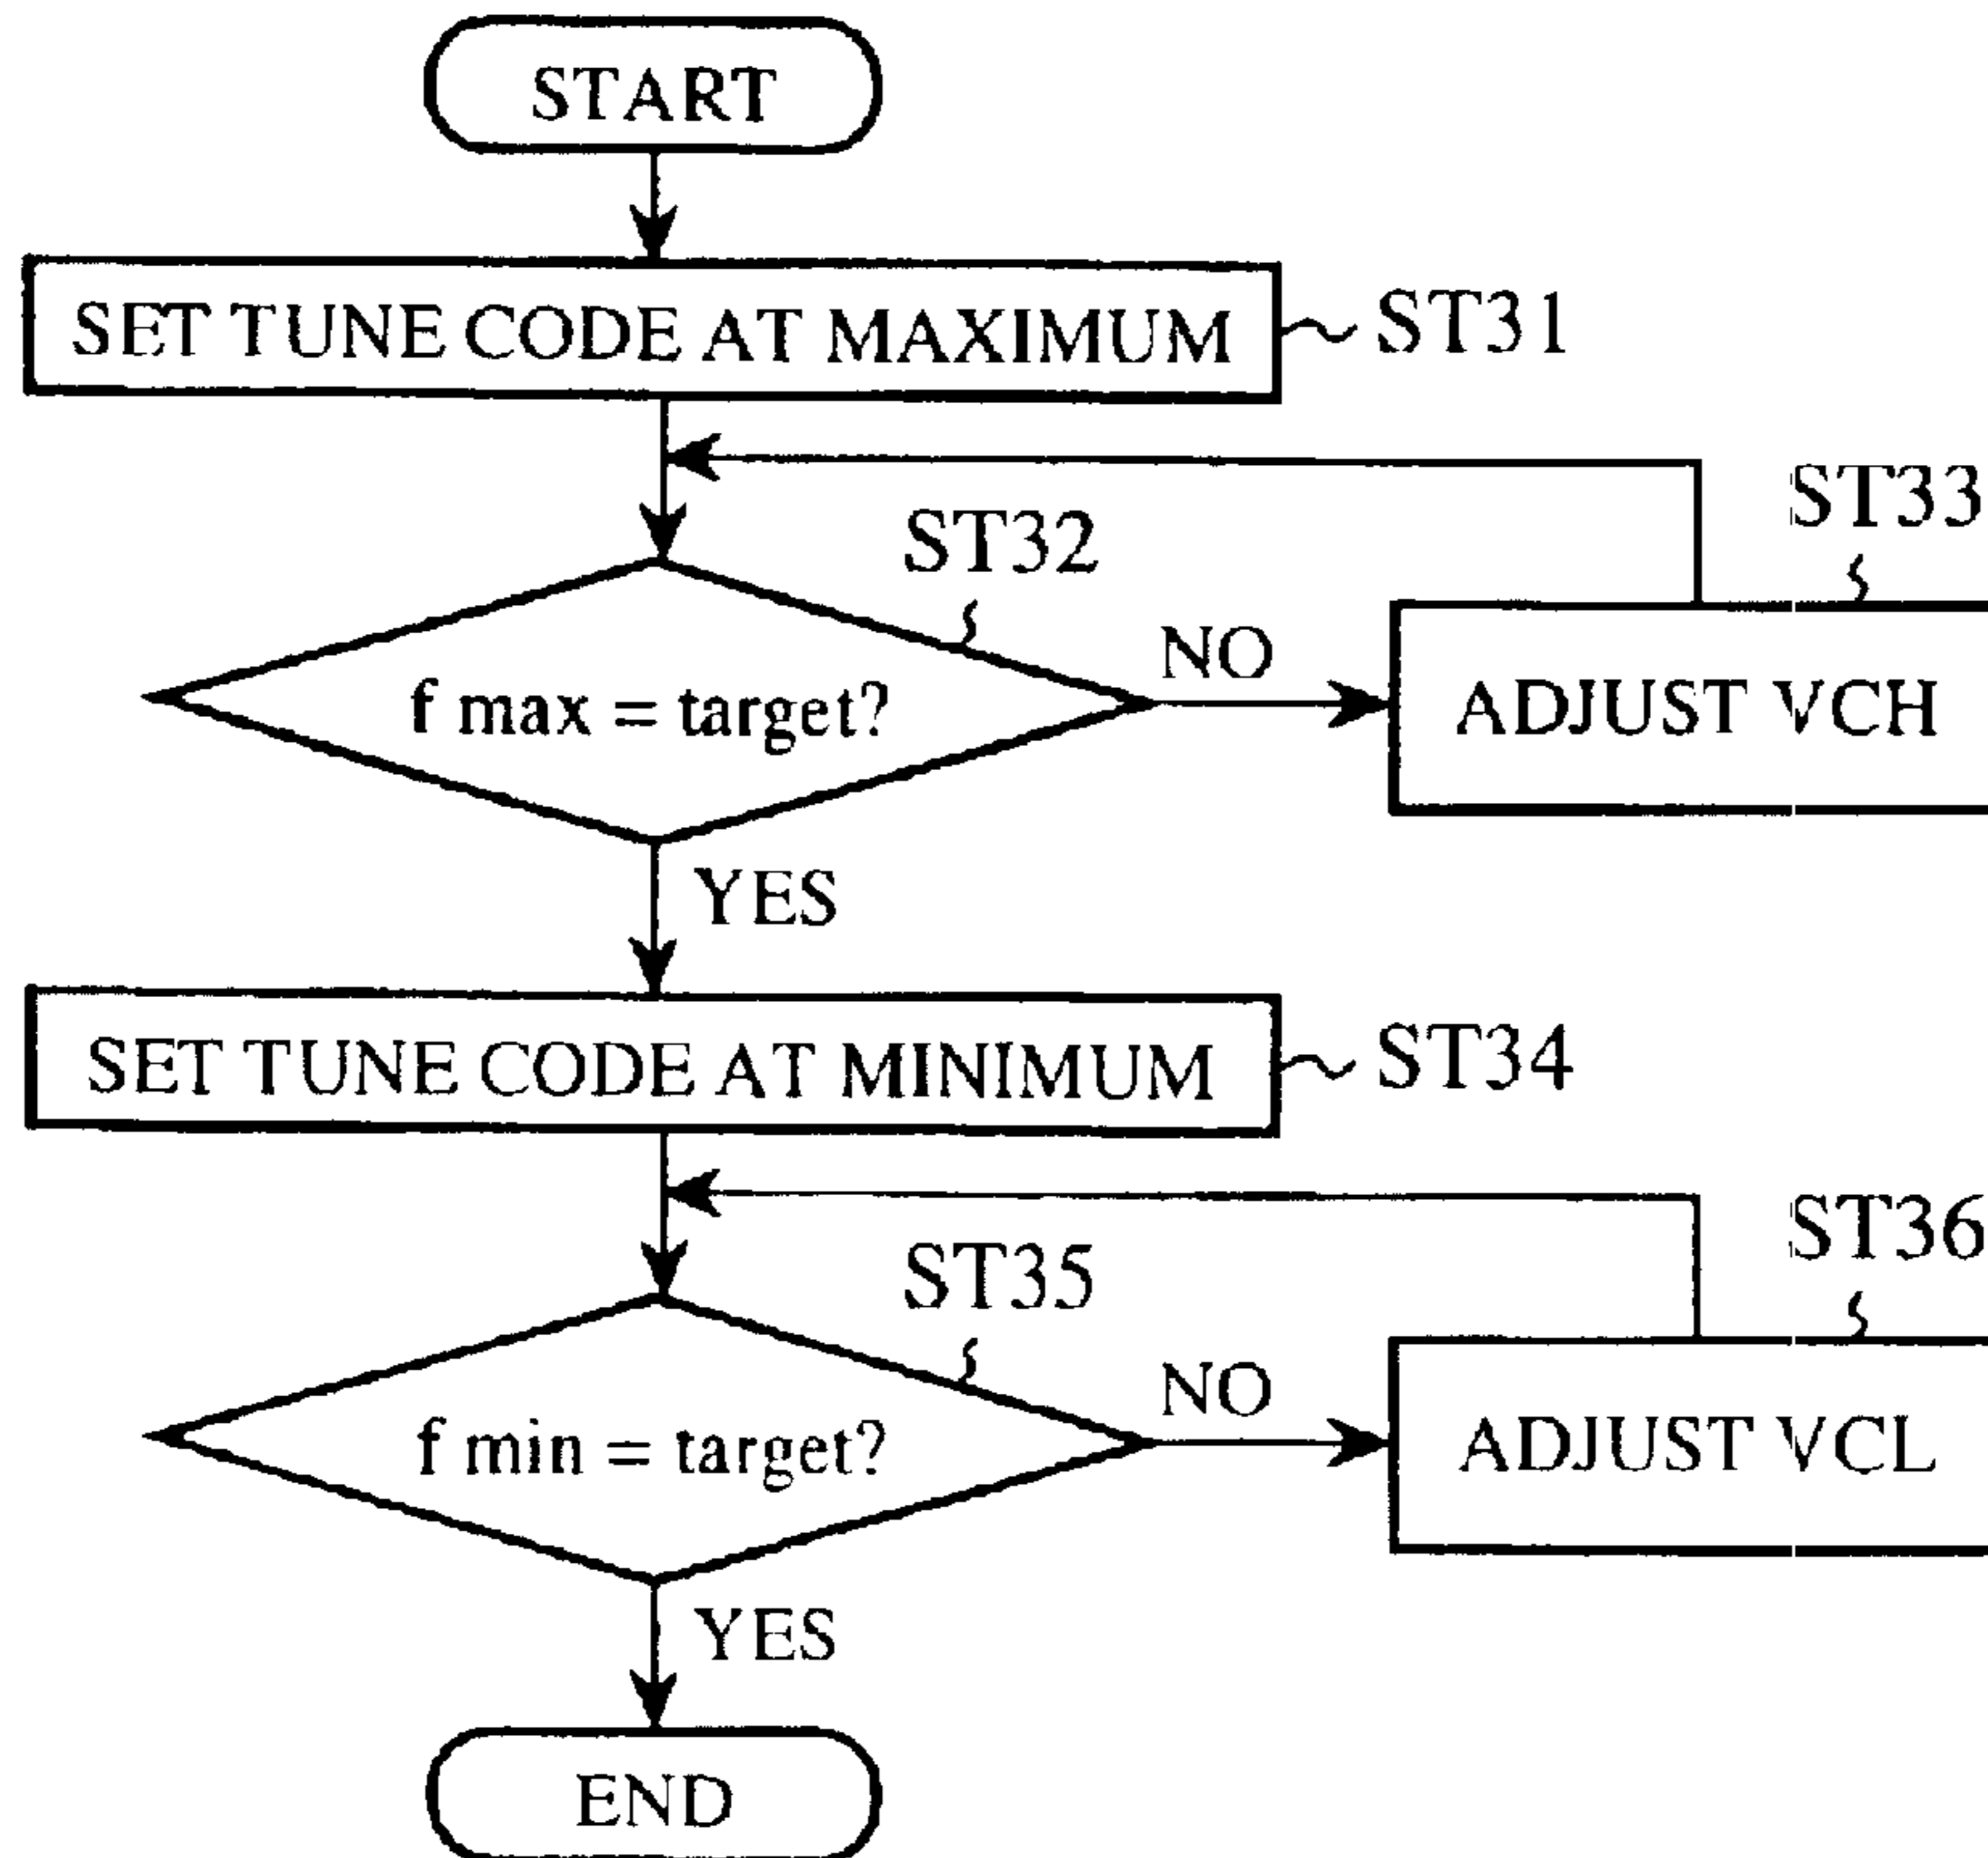 START
SET TUNE CODE AT MAXIMUM
ST31
ST32
ST33
f max = target?
NO
ADJUST VCH
YES
SET TUNE CODE AT MINIMUM
ST34
ST35
ST36
f min = target?
NO
ADJUST VCL
YES
END